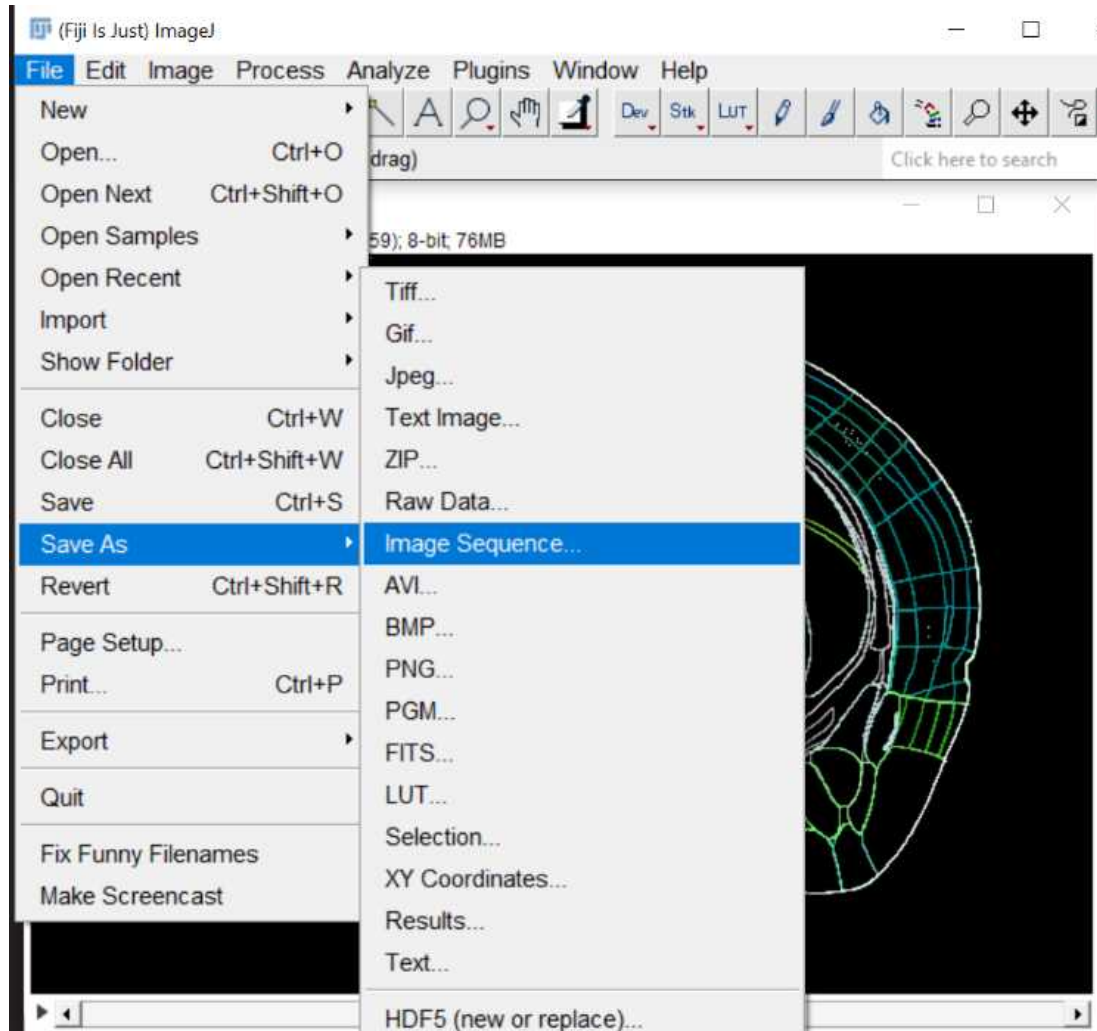 (Fiji Is Just) ImageJ
File Edit Image Process Analyze Plugins Window Help
Dev Stk LUT
drag)
Click here to search
59); 8-bit; 76MB
New
Open... Ctrl+O
Open Next Ctrl+Shift+O
Open Samples
Open Recent
Import
Show Folder
Close Ctrl+W
Close All Ctrl+Shift+W
Save Ctrl+S
Save As
Revert Ctrl+Shift+R
Page Setup...
Print... Ctrl+P
Export
Quit
Fix Funny Filenames
Make Screencast
Tiff...
Gif...
Jpeg...
Text Image...
ZIP...
Raw Data...
Image Sequence...
AVI...
BMP...
PNG...
PGM...
FITS...
LUT...
Selection...
XY Coordinates...
Results...
Text...
HDF5 (new or replace)...